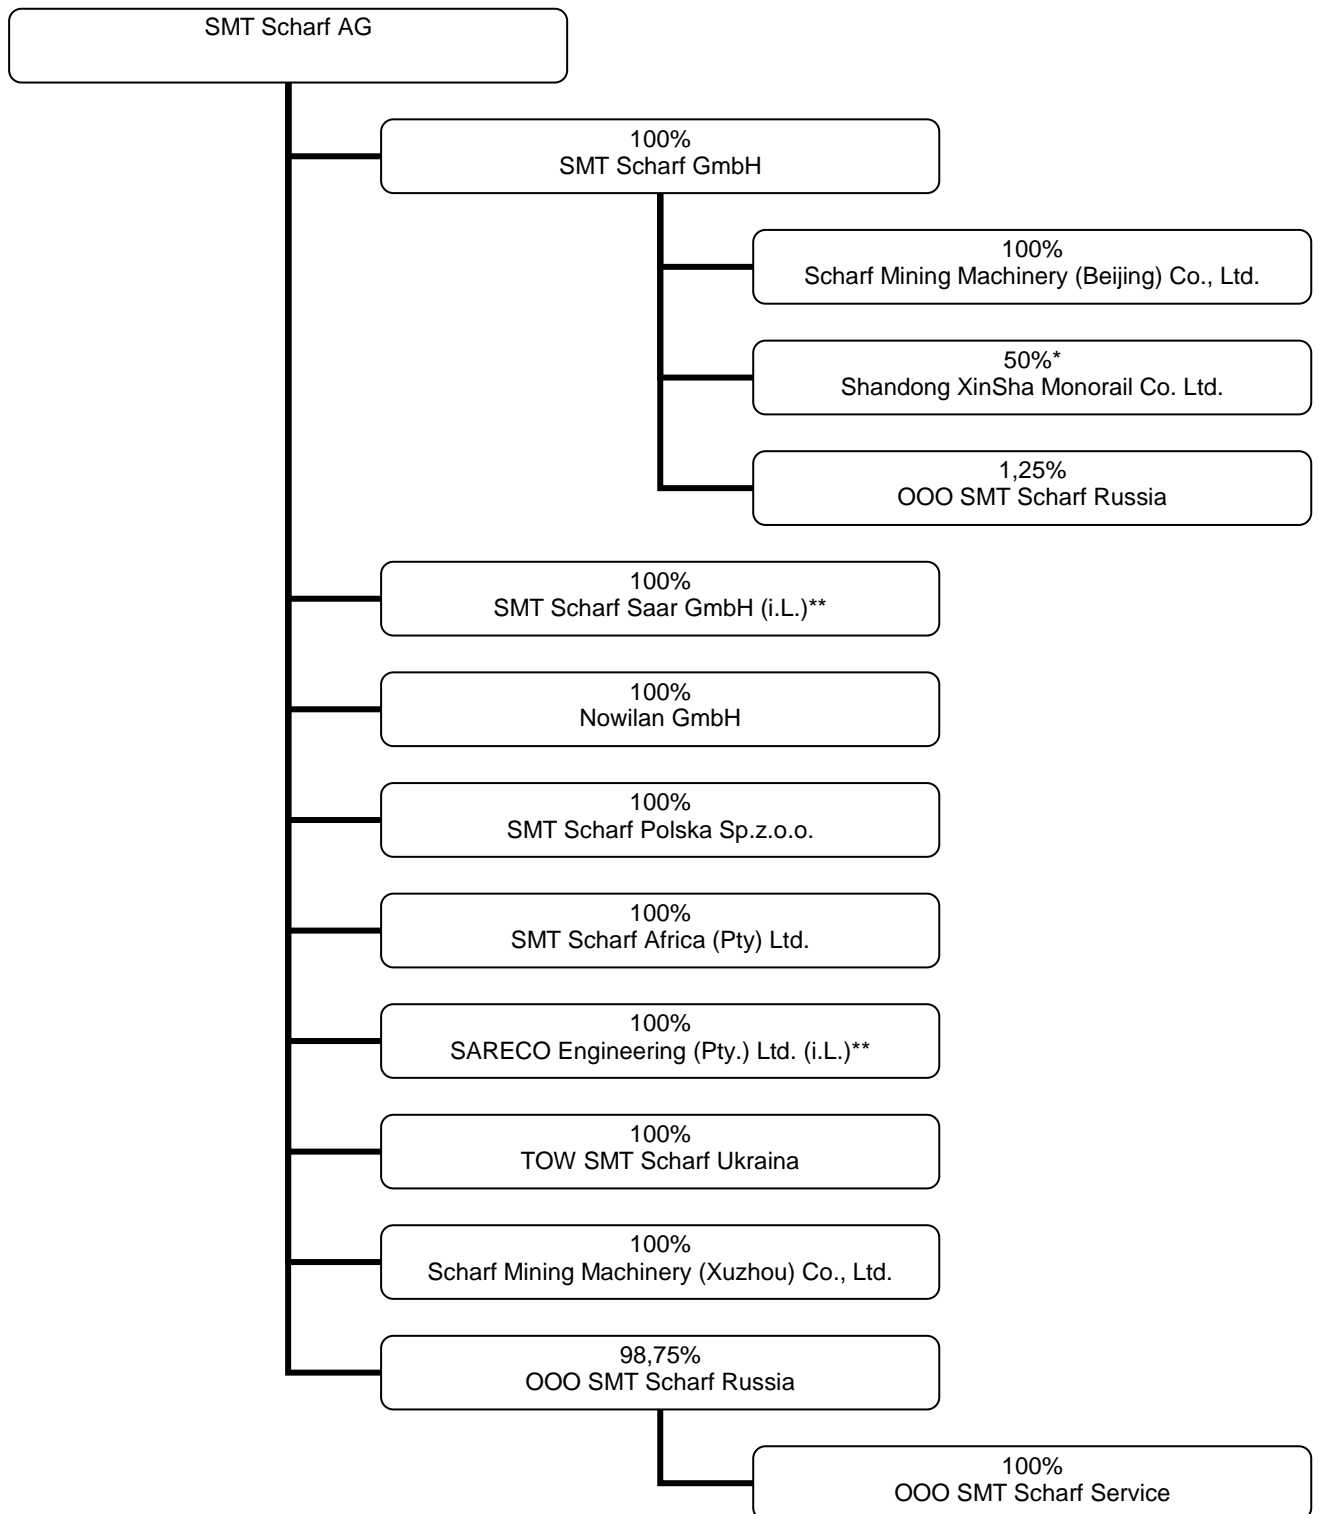 SMT Scharf AG
100%
SMT Scharf GmbH
100%
Scharf Mining Machinery (Beijing) Co., Ltd.
50%*
Shandong XinSha Monorail Co. Ltd.
1,25%
OOO SMT Scharf Russia
100%
SMT Scharf Saar GmbH (i.L.)**
100%
Nowilan GmbH
100%
SMT Scharf Polska Sp.z.o.o.
100%
SMT Scharf Africa (Pty) Ltd.
100%
SARECO Engineering (Pty.) Ltd. (i.L.)**
100%
TOW SMT Scharf Ukraina
100%
Scharf Mining Machinery (Xuzhou) Co., Ltd.
98,75%
OOO SMT Scharf Russia
100%
OOO SMT Scharf Service